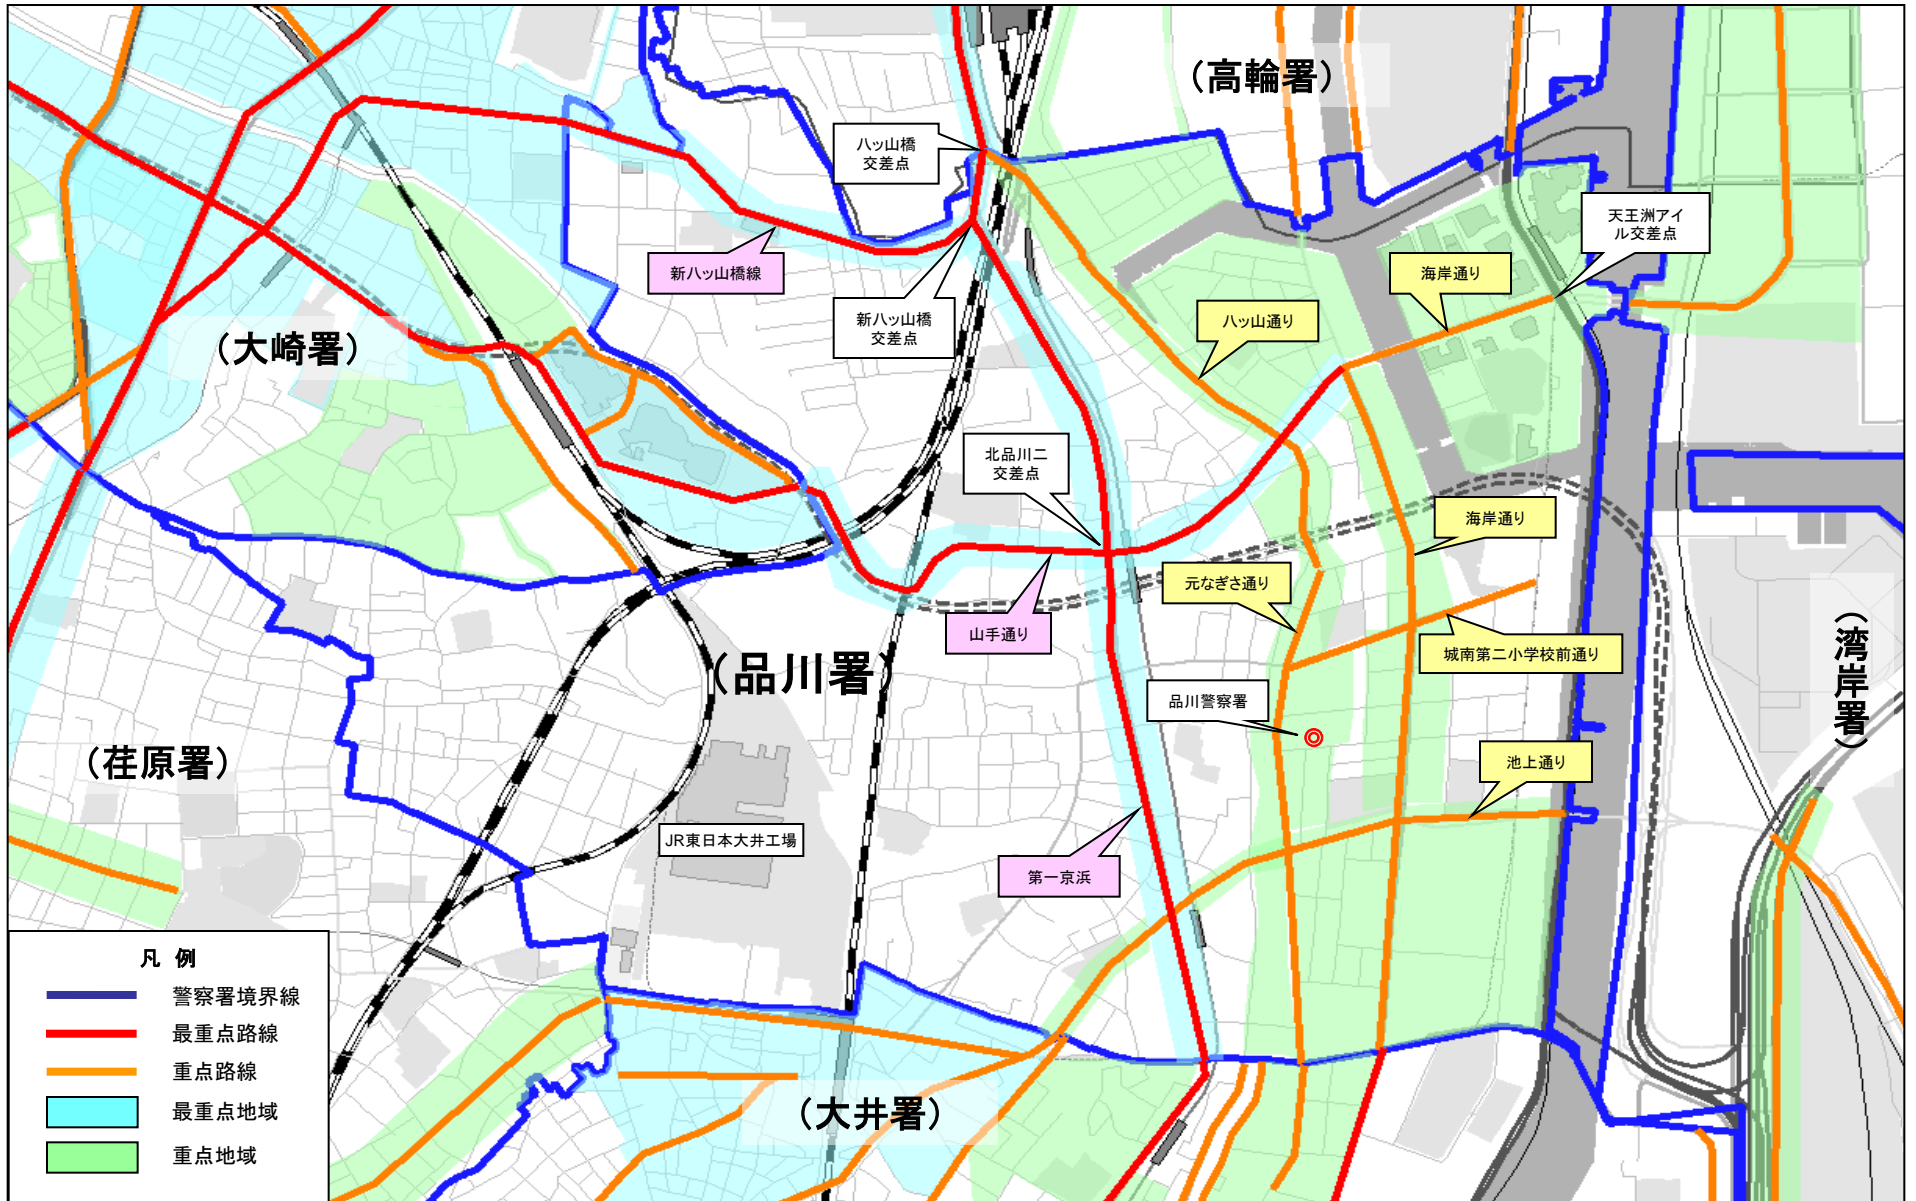 （高輪署）
八ッ山橋
交差点
天王洲アイ
ル交差点
新八ッ山橋線
海岸通り
新八ッ山橋
交差点
八ッ山通り
（大崎署）
北品川二
交差点
海岸通り
元なぎさ通り
山手通り
城南第二小学校前通り
（品川署）
品川警察署
（湾岸署）
（荏原署）
池上通り
JR東日本大井工場
第一京浜
凡 例
警察署境界線
最重点路線
重点路線
最重点地域
重点地域
（大井署）